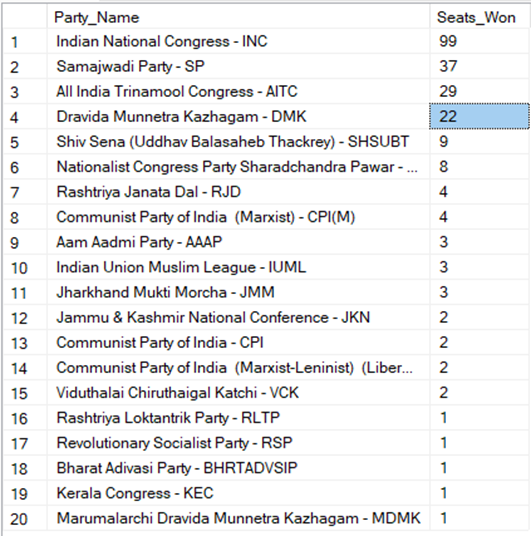 Party_Name Seats_Won
1 Indian National Congress - INC 99
2 Samajwadi Party - SP 37
3 All India Trinamool Congress - AITC 29
4 Dravida Munnetra Kazhagam - DMK 22
5 Shiv Sena (Uddhav Balasaheb Thackrey) - SHSUBT 9
6 Nationalist Congress Party Sharadchandra Pawar - ... 8
7 Rashtriya Janata Dal - RJD 4
8 Communist Party of India  (Marxist) - CPI(M) 4
9 Aam Aadmi Party - AAAP 3
10 Indian Union Muslim League - IUML 3
11 Jharkhand Mukti Morcha - JMM 3
12 Jammu & Kashmir National Conference - JKN 2
13 Communist Party of India - CPI 2
14 Communist Party of India  (Marxist-Leninist)  (Liber... 2
15 Viduthalai Chiruthaigal Katchi - VCK 2
16 Rashtriya Loktantrik Party - RLTP 1
17 Revolutionary Socialist Party - RSP 1
18 Bharat Adivasi Party - BHRTADVSIP 1
19 Kerala Congress - KEC 1
20 Marumalarchi Dravida Munnetra Kazhagam - MDMK 1